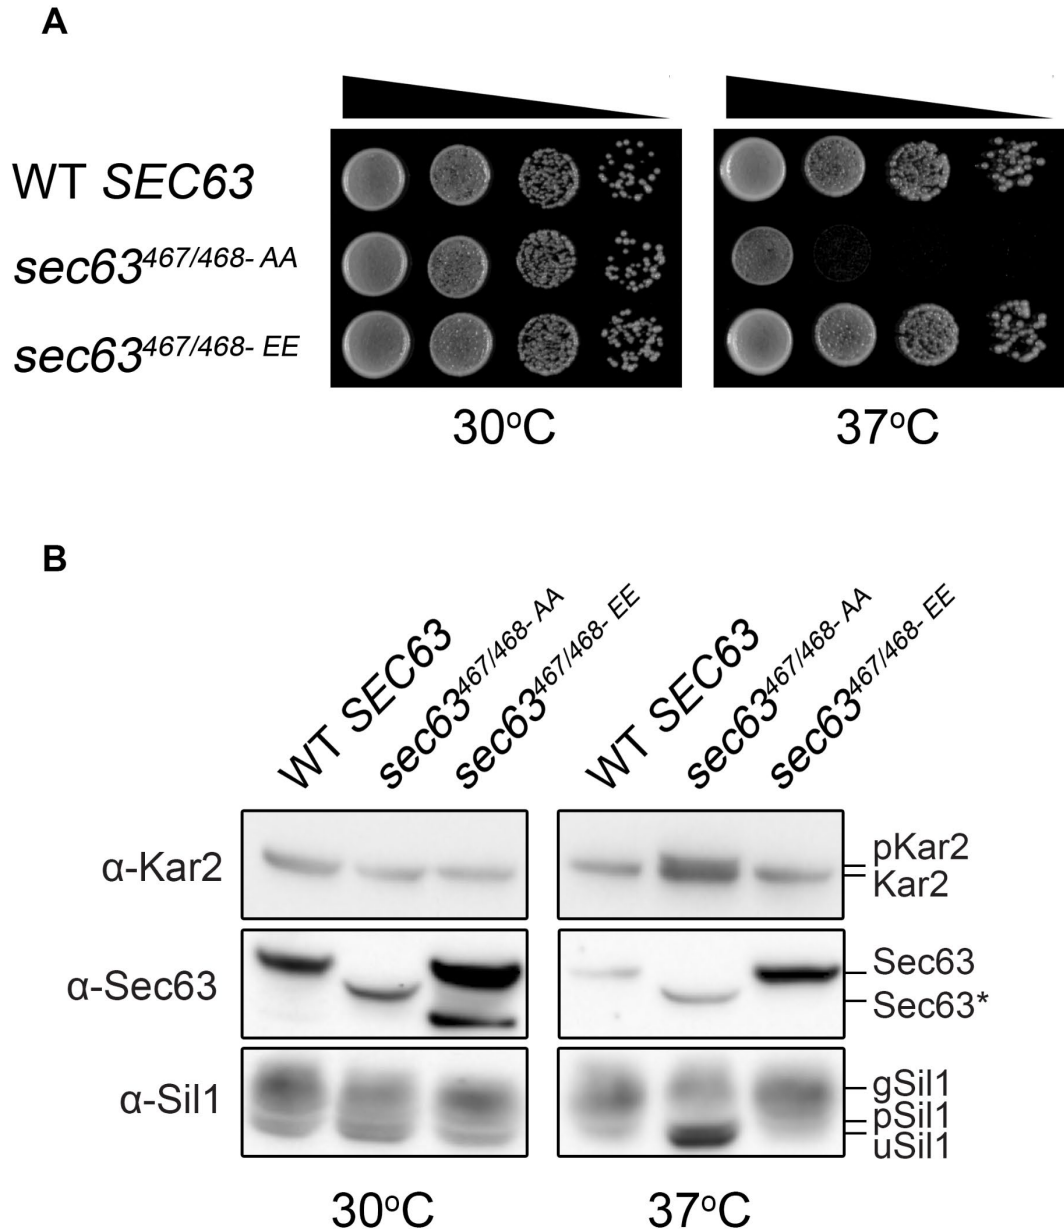 A
WT SEC63
sec63467/468- AA
sec63467/468- EE
30oC
37oC
B
WT SEC63
sec63467/468- AA
sec63467/468- EE
WT SEC63
sec63467/468- AA
sec63467/468- EE
α-Kar2
pKar2
Kar2
α-Sec63
Sec63
Sec63*
α-Sil1
gSil1
pSil1
uSil1
30oC
37oC